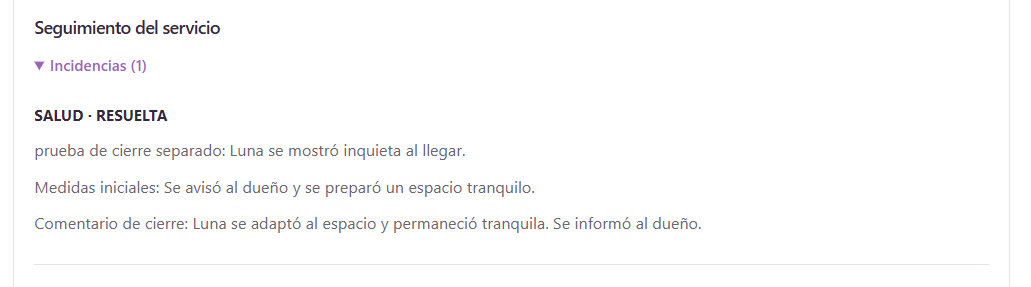 Seguimiento del servicio
▼ Incidencias (1)
SALUD · RESUELTA
prueba de cierre separado: Luna se mostró inquieta al llegar.
Medidas iniciales: Se avisó al dueño y se preparó un espacio tranquilo.
Comentario de cierre: Luna se adaptó al espacio y permaneció tranquila. Se informó al dueño.